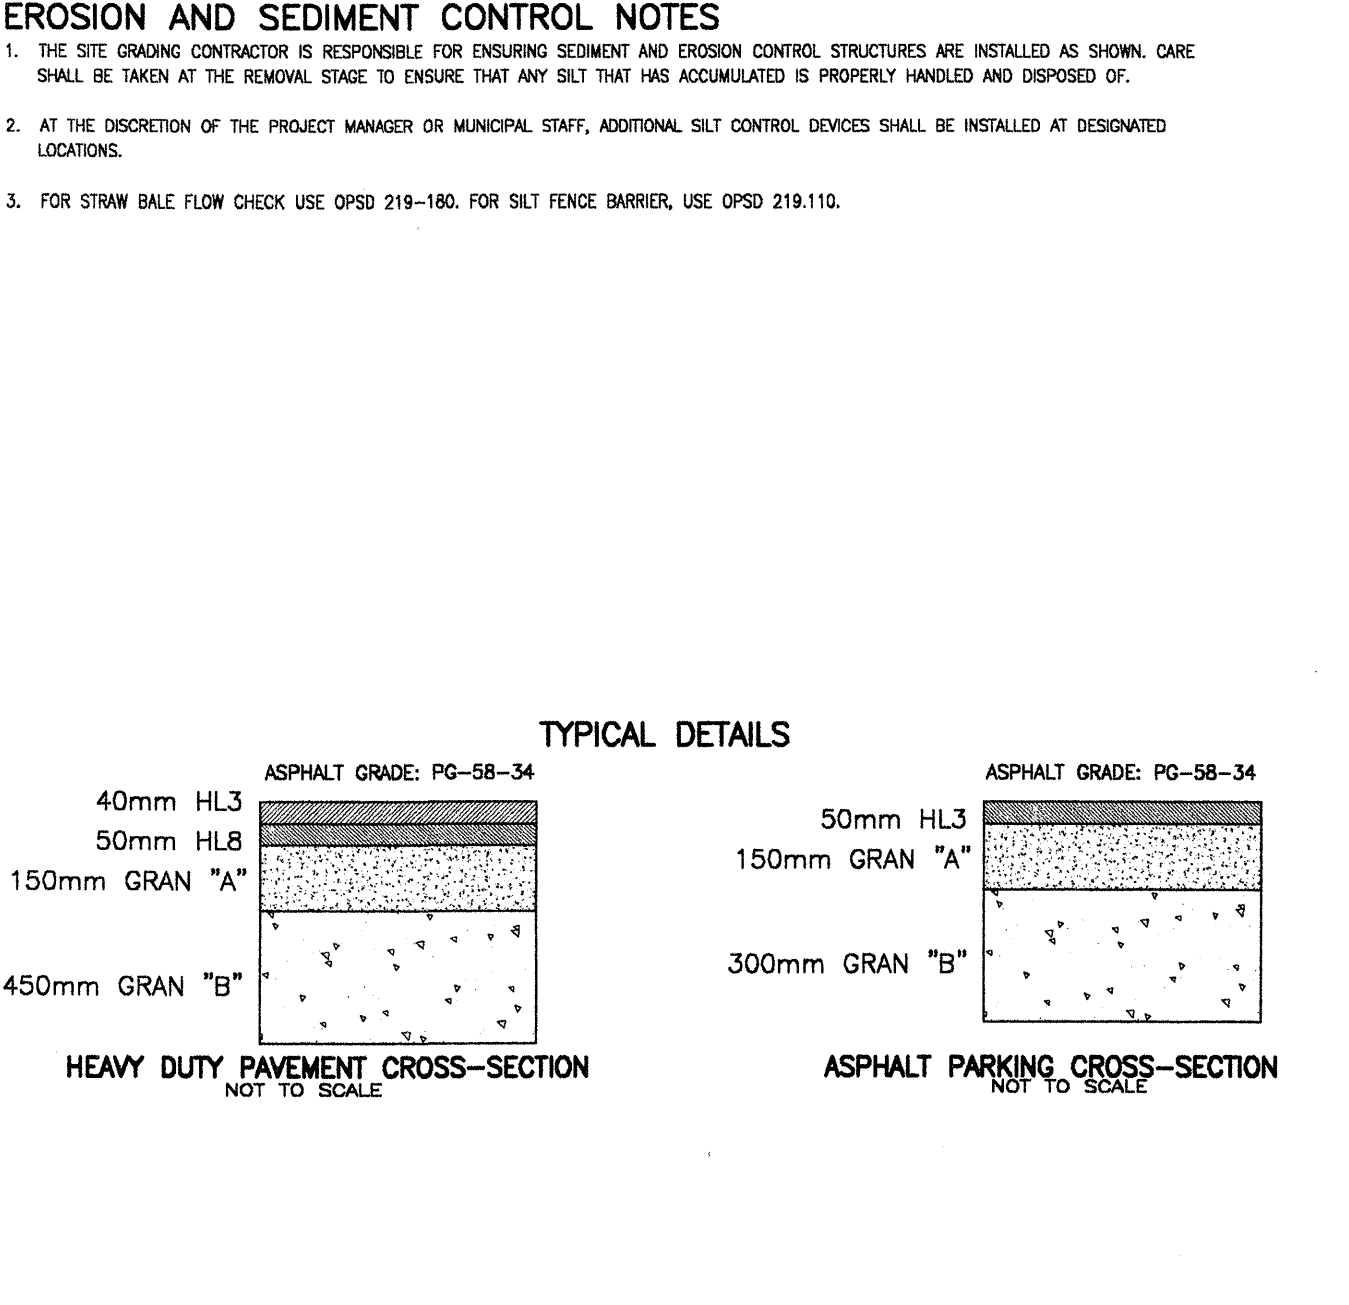 EROSION AND SEDIMENT CONTROL NOTES
1. THE SITE GRADING CONTRACTOR IS RESPONSIBLE FOR ENSURING SEDIMENT AND EROSION CONTROL STRUCTURES ARE INSTALLED AS SHOWN. CARE
SHALL BE TAKEN AT THE REMOVAL STAGE TO ENSURE THAT ANY SILT THAT HAS ACCUMULATED IS PROPERLY HANDLED AND DISPOSED OF.
2. AT THE DISCRETION OF THE PROJECT MANAGER OR MUNICIPAL STAFF, ADDITIONAL SILT CONTROL DEVICES SHALL BE INSTALLED AT DESIGNATED
LOCATIONS.
3. FOR STRAW BALE FLOW CHECK USE OPSD 219-180. FOR SILT FENCE BARRIER, USE OPSD 219.110.
TYPICAL DETAILS
ASPHALT GRADE: PG-58-34
40mm HL3
50mm HL8
150mm GRAN "A"
450mm GRAN "B"
HEAVY DUTY PAVEMENT CROSS-SECTION
NOT TO SCALE
ASPHALT GRADE: PG-58-34
50mm HL3
150mm GRAN "A"
300mm GRAN "B"
ASPHALT PARKING CROSS-SECTION
NOT TO SCALE